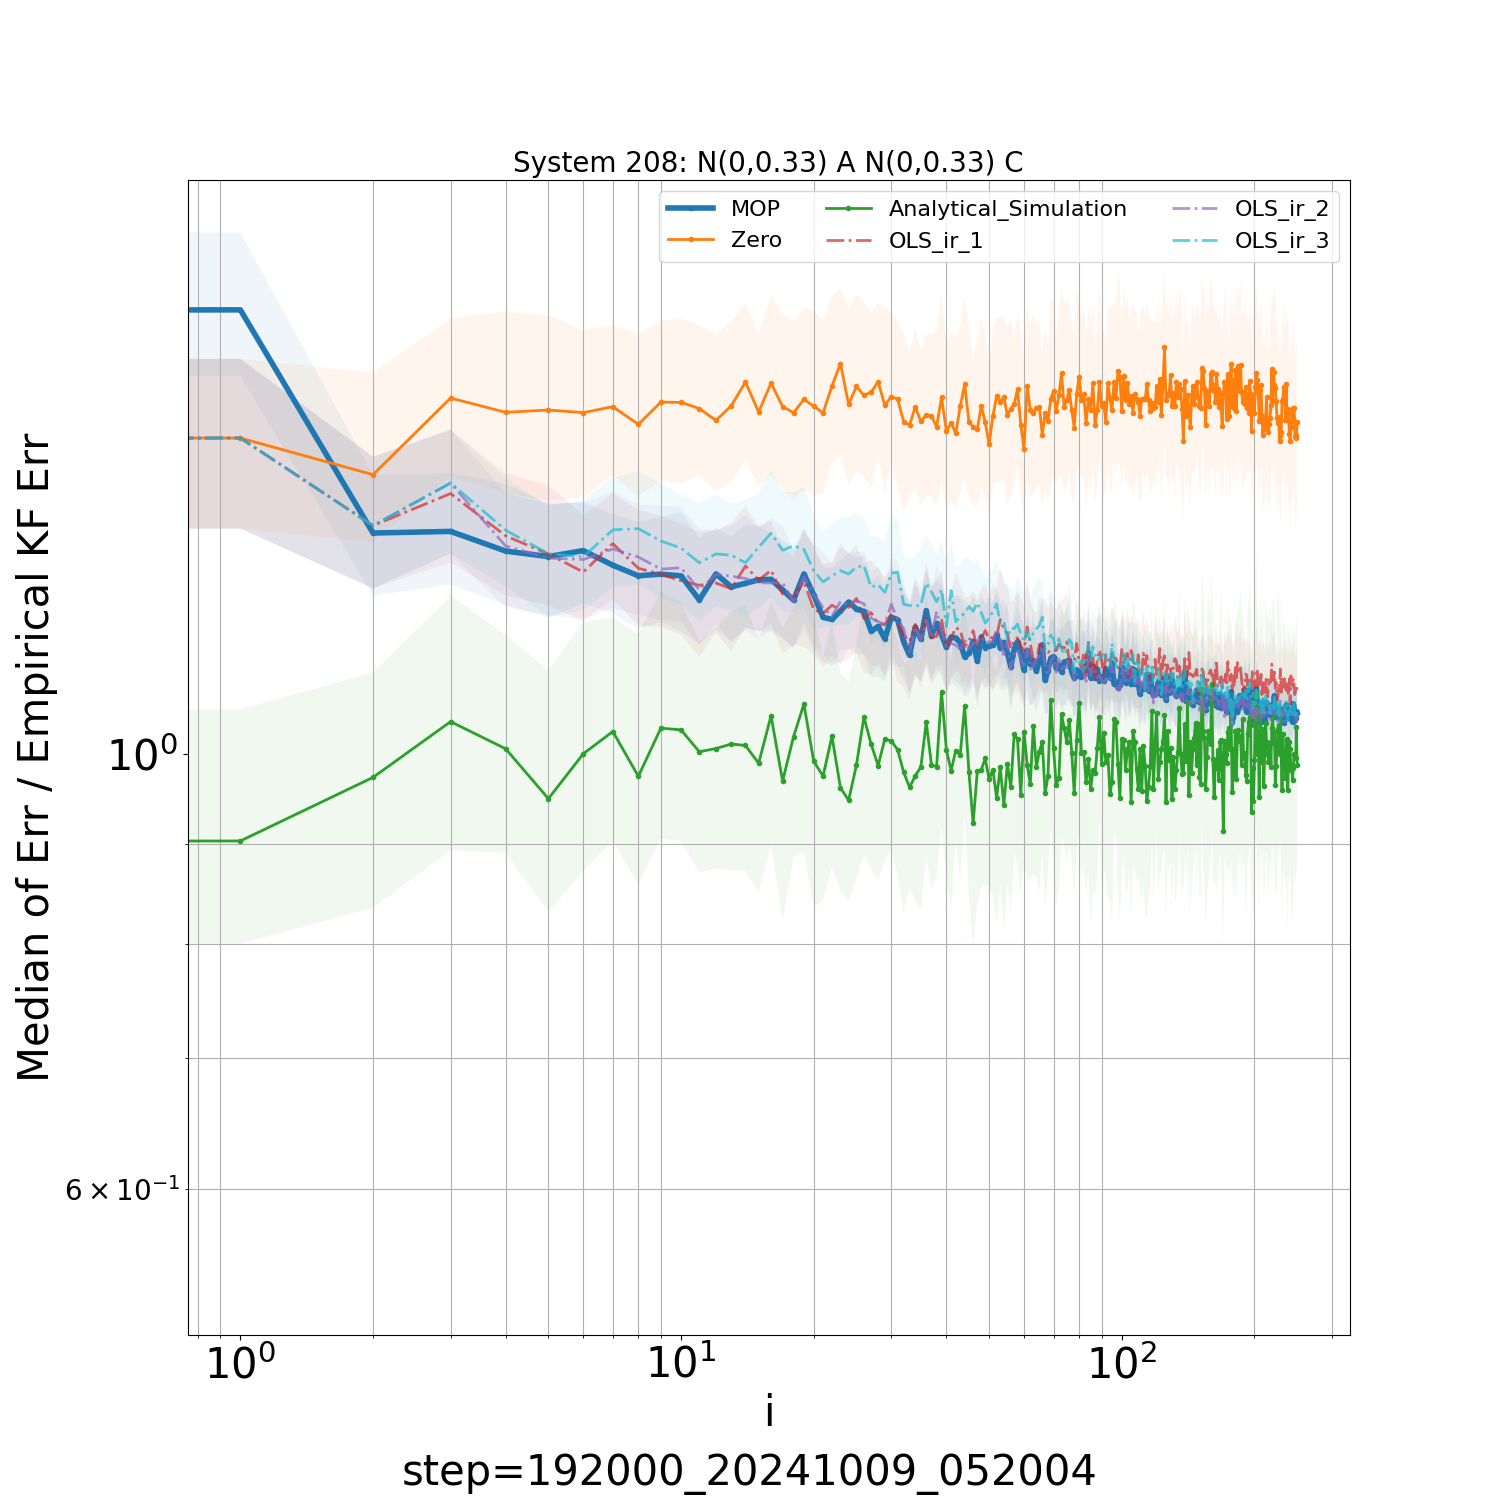 System 208: N(0,0.33) A N(0,0.33) C
MOP
Zero
Analytical_Simulation
OLS_ir_1
OLS_ir_2
OLS_ir_3
Median of Err / Empirical KF Err
10⁰
6 × 10⁻¹
10⁰ 10¹ 10²
i
step=192000_20241009_052004